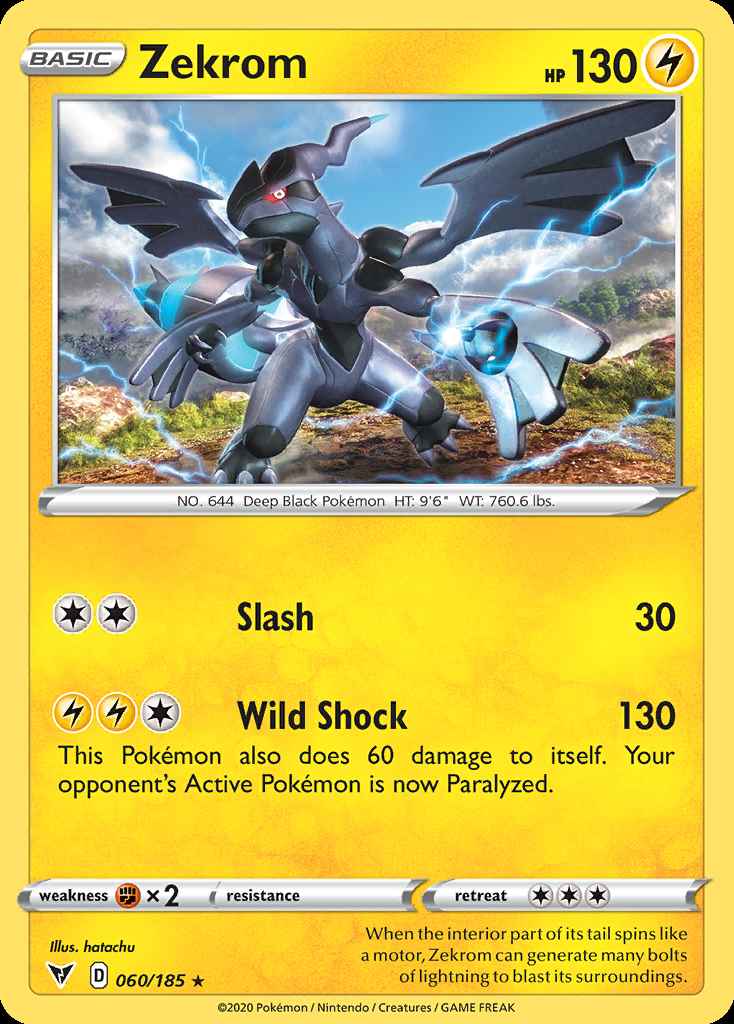 BASIC Zekrom HP 130
NO. 644 Deep Black Pokémon HT: 9'6" WT: 760.6 lbs.
Slash 30
Wild Shock 130
This Pokémon also does 60 damage to itself. Your
opponent's Active Pokémon is now Paralyzed.
weakness ×2 resistance retreat
Illus. hatachu
When the interior part of its tail spins like
a motor, Zekrom can generate many bolts
of lightning to blast its surroundings.
D 060/185 ★
©2020 Pokémon / Nintendo / Creatures / GAME FREAK